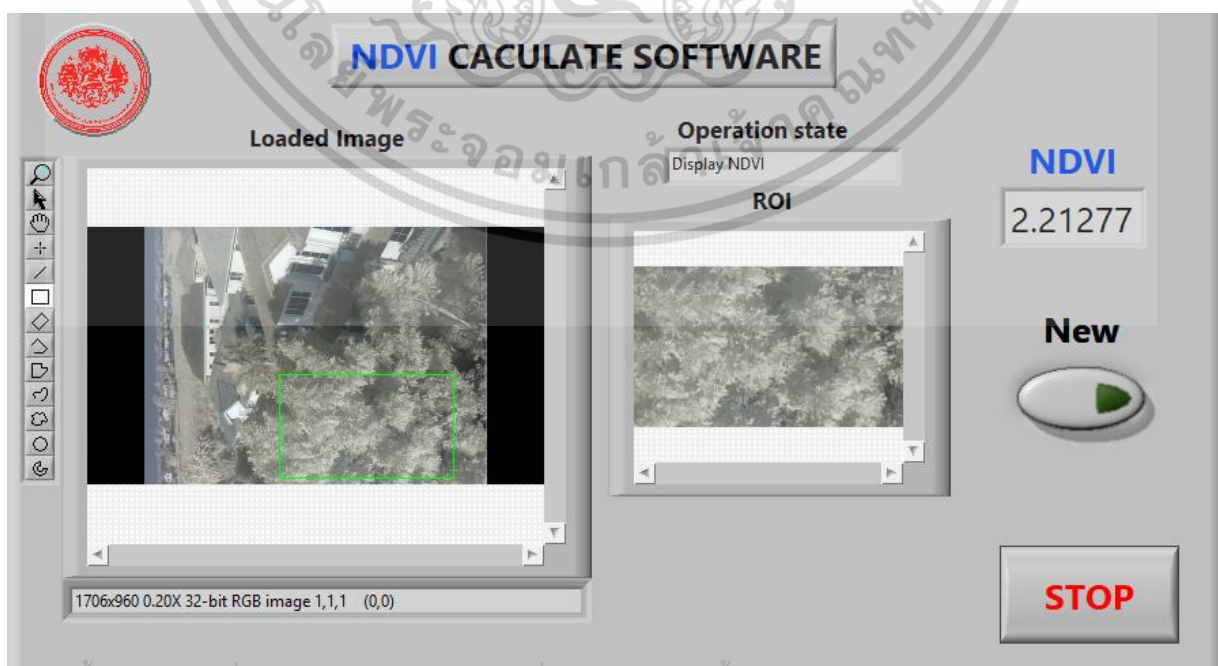 NDVI CACULATE SOFTWARE
Loaded Image
Operation state
Display NDVI
ROI
NDVI
2.21277
New
1706x960 0.20X 32-bit RGB image 1,1,1 (0,0)
STOP